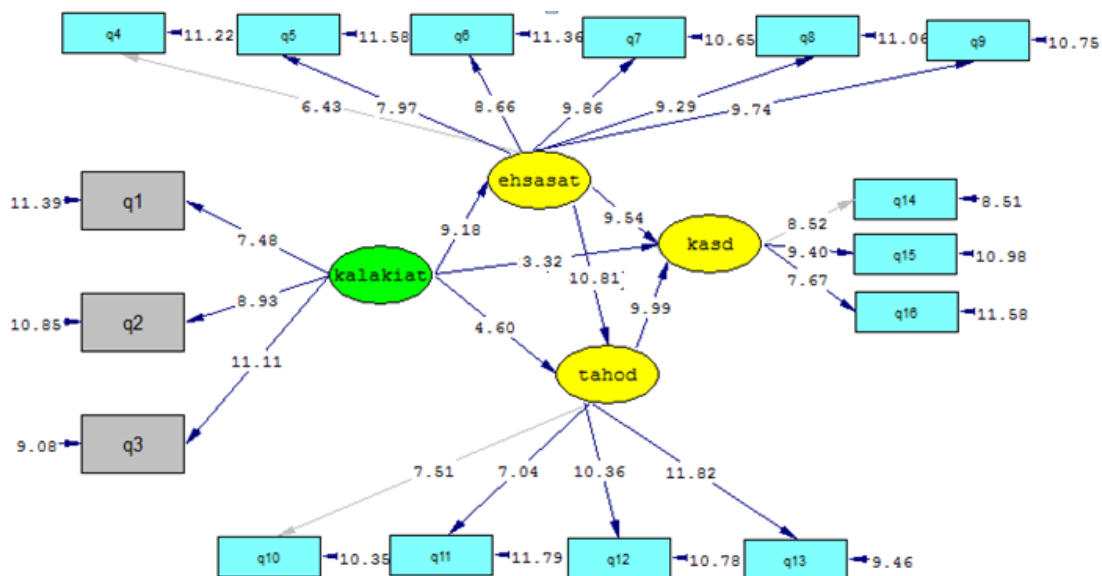 q4 11.22 q5 11.58 q6 11.36 q7 10.65 q8 11.06 q9 10.75
6.43 7.97 8.66 9.86 9.29 9.74
ehsasat
11.39 q1 q14 8.51
7.48 9.18 9.54 8.52
kasd q15 10.98
9.40
kalakiat 3.32 7.67
10.81
8.93 9.99 q16 11.58
10.85 q2 4.60
11.11 tahod
9.08 q3
7.51 7.04 10.36 11.82
q10 10.35 q11 11.79 q12 10.78 q13 9.46